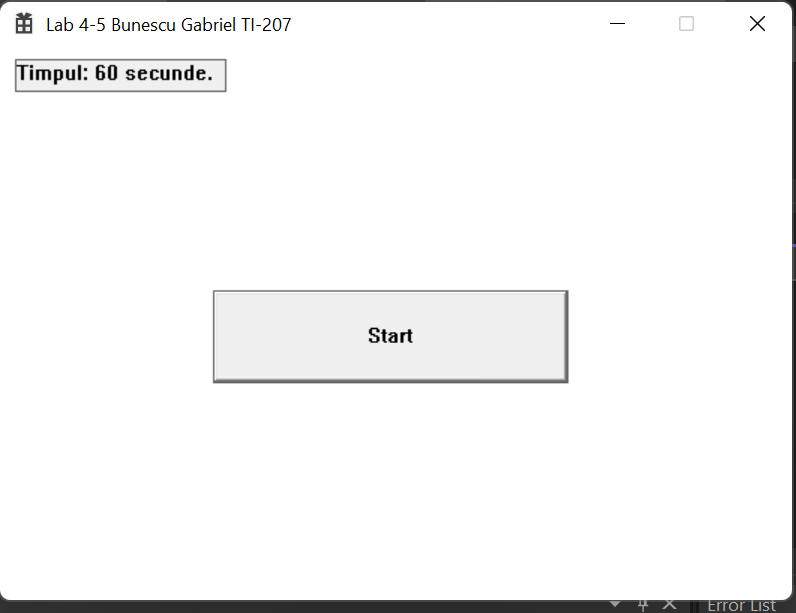 Lab 4-5 Bunescu Gabriel TI-207
Timpul: 60 secunde.
Start
Error List